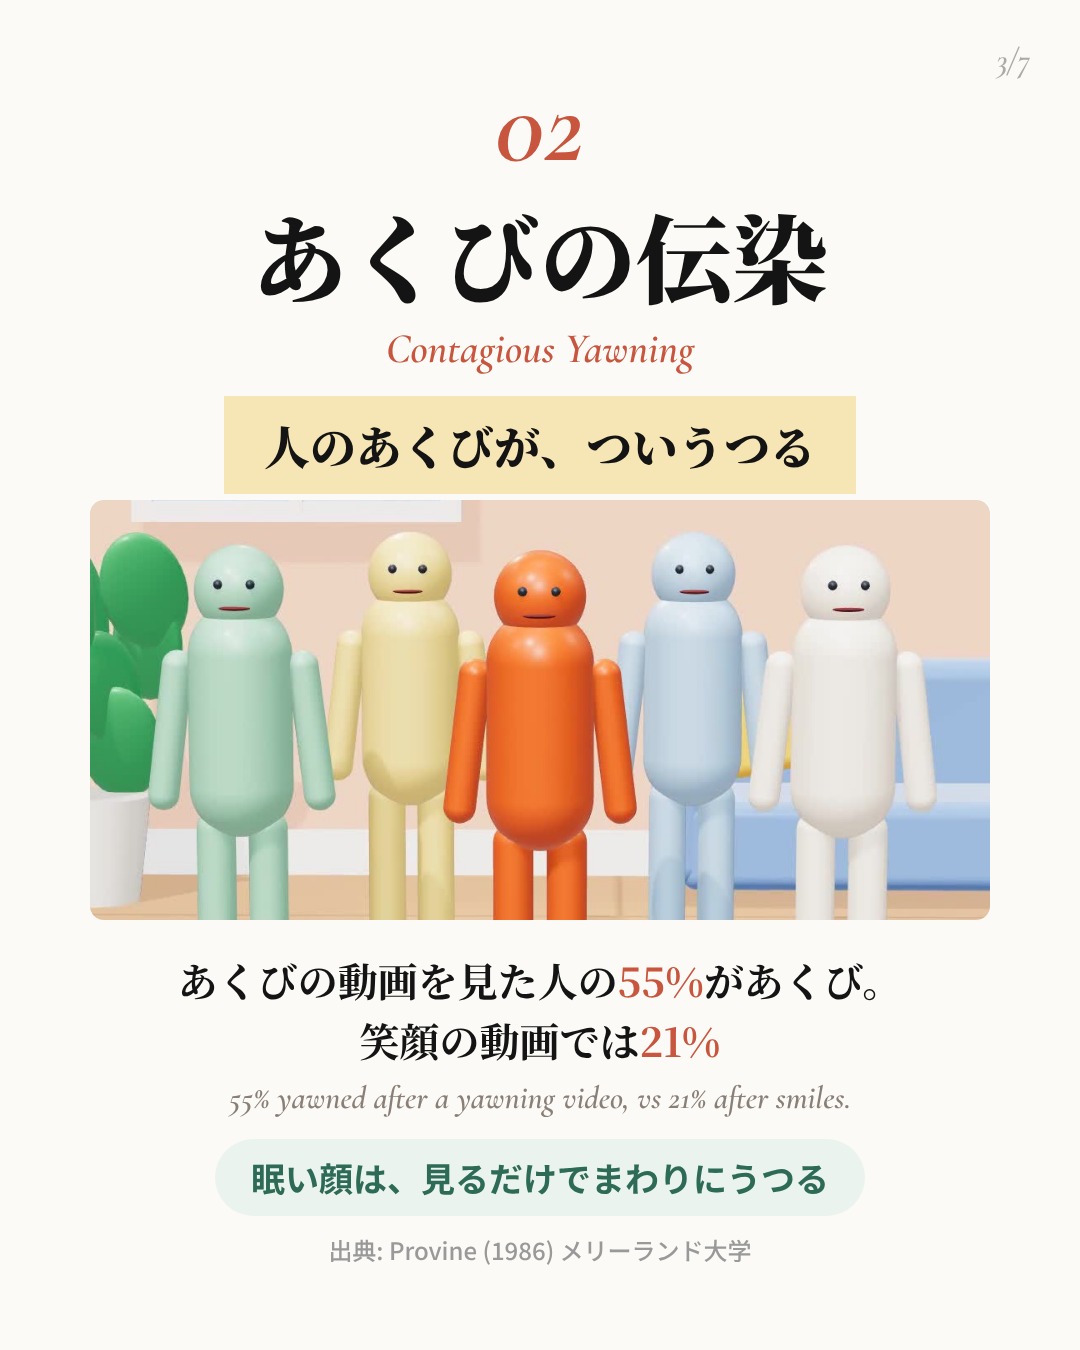 3/7
02
あくびの伝染
Contagious Yawning
人のあくびが、ついうつる
あくびの動画を見た人の55%があくび。
笑顔の動画では21%
55% yawned after a yawning video, vs 21% after smiles.
眠い顔は、見るだけでまわりにうつる
出典: Provine (1986) メリーランド大学